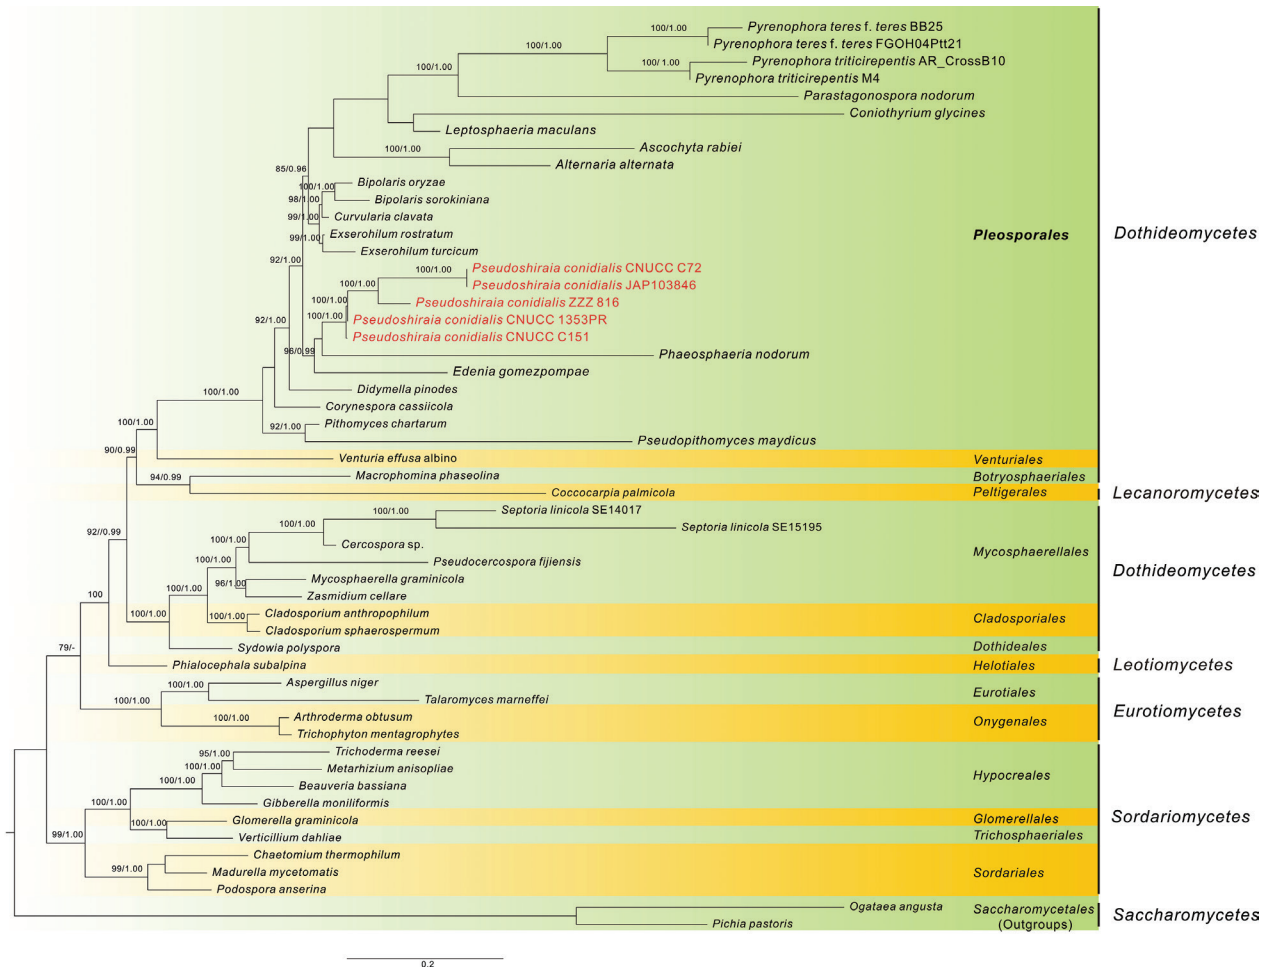 Pyrenophora teres f. teres BB25
100/1.00
Pyrenophora teres f. teres FGOH04Ptt21
100/1.00
Pyrenophora triticirepentis AR_CrossB10
100/ 1.00
100/1.00
Pyrenophora triticirepentis M4
Parastagonospora nodorum
Coniothyrium glycines
Leptosphaeria maculans
Ascochyta rabiei
100/1.00
Alternaria alternata
85/0.96
Bipolaris oryzae
100/1.00
Bipolaris sorokiniana
98/1.00
Curvularia clavata
99/1.00
Exserohilum rostratum
99/1.00
Pleosporales
Dothideomycetes
Exserohilum turcicum
92/1.00
Pseudoshiraia conidialis CNUCC C72
100/1.00
Pseudoshiraia conidialis JAP103846
100/1.00
Pseudoshiraia conidialis ZZZ 816
100/1.00
92/1.00
Pseudoshiraia conidialis CNUCC 1353PR
Pseudoshiraia conidialis CNUCC C151
96/0.99
Phaeosphaeria nodorum
Edenia gomezpompae
100/1.00
Didymella pinodes
Corynespora cassiicola
100/1.00
Pithomyces chartarum
92/1.00
Pseudopithomyces maydicus
90/0.99
Venturia effusa albino
Venturiales
Macrophomina phaseolina
Botryosphaeriales
94/0.99
Coccocarpia palmicola
Peltigerales
Lecanoromycetes
Septoria linicola SE14017
100/1.00
100/1.00
Septoria linicola SE15195
92//0.99
100/1.00
Cercospora sp.
Mycosphaerellales
100/1.00
Pseudocercospora fijiensis
Dothideomycetes
Mycosphaerella graminicola
96/1.00
100/1.00
Zasmidium cellare
100
100/1.00
Cladosporium anthropophilum
100/1.00
Cladosporiales
Cladosporium sphaerospermum
79/-
Sydowia polyspora
Dothideales
Phialocephala subalpina
Helotiales
Leotiomycetes
Aspergillus niger
100/1.00
Eurotiales
100/1.00
Talaromyces marneffei
Eurotiomycetes
100/1.00
Arthroderma obtusum
Onygenales
Trichophyton mentagrophytes
95/1.00
Trichoderma reesei
100/1.00
Metarhizium anisopliae
Hypocreales
100/1.00
Beauveria bassiana
100/1.00
Gibberella moniliformis
Sordariomycetes
100/1.00
Glomerella graminicola
Glomerellales
99/1.00
Verticillium dahliae
Trichosphaeriales
Chaetomium thermophilum
99/1.00
Madurella mycetomatis
Sordariales
Podospora anserina
Ogataea angusta
Saccharomycetales
Saccharomycetes
Pichia pastoris
(Outgroups)
0.2